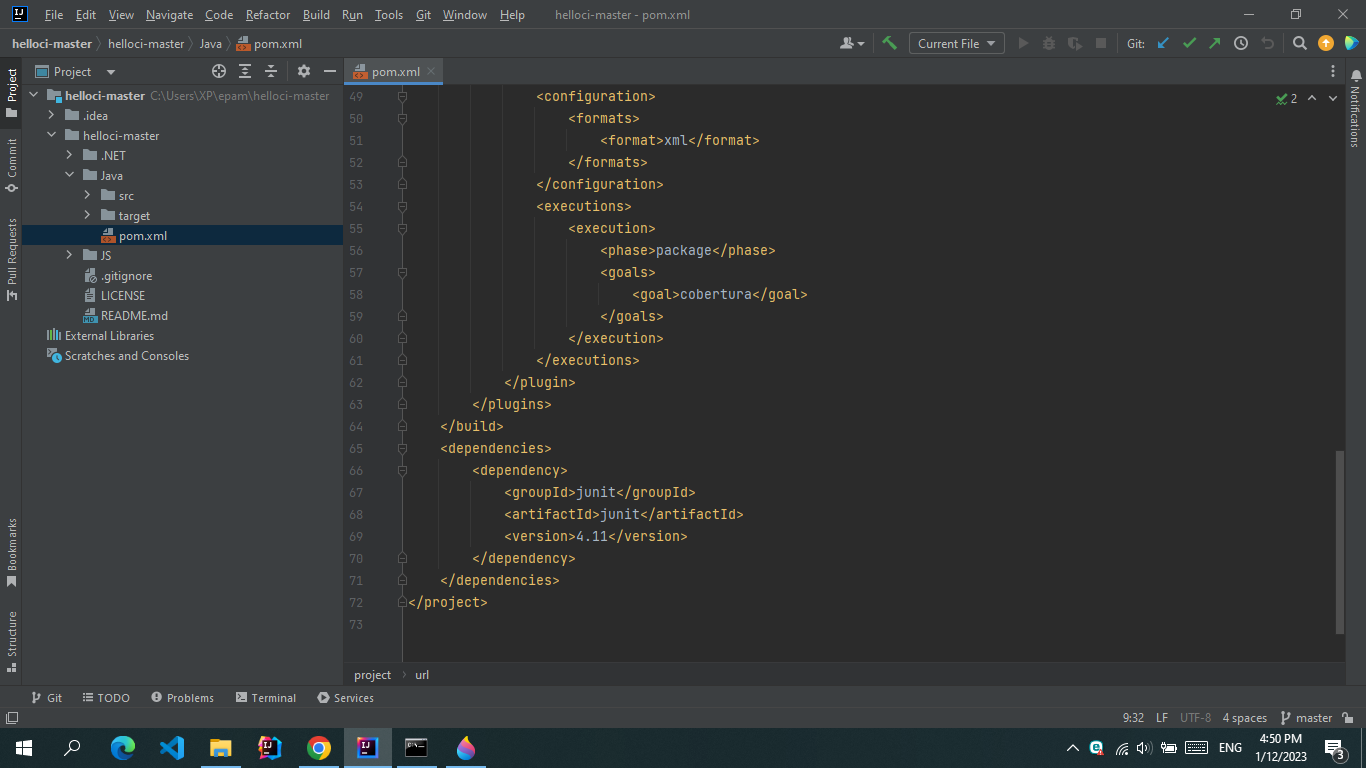 File Edit View Navigate Code Refactor Build Run Tools Git Window Help helloci-master - pom.xml
helloci-master helloci-master Java pom.xml Current File Git:
Project
pom.xml
helloci-master C:\Users\XP\epam\helloci-master
.idea
helloci-master
.NET
Java
src
target
pom.xml
JS
.gitignore
LICENSE
README.md
External Libraries
Scratches and Consoles
Project
Commit
Pull Requests
Bookmarks
Structure
2
49 <configuration>
50 <formats>
51 <format>xml</format>
52 </formats>
53 </configuration>
54 <executions>
55 <execution>
56 <phase>package</phase>
57 <goals>
58 <goal>cobertura</goal>
59 </goals>
60 </execution>
61 </executions>
62 </plugin>
63 </plugins>
64 </build>
65 <dependencies>
66 <dependency>
67 <groupId>junit</groupId>
68 <artifactId>junit</artifactId>
69 <version>4.11</version>
70 </dependency>
71 </dependencies>
72 </project>
73
Notifications
project url
Git TODO Problems Terminal Services
9:32 LF UTF-8 4 spaces master
ENG 4:50 PM
1/12/2023 3